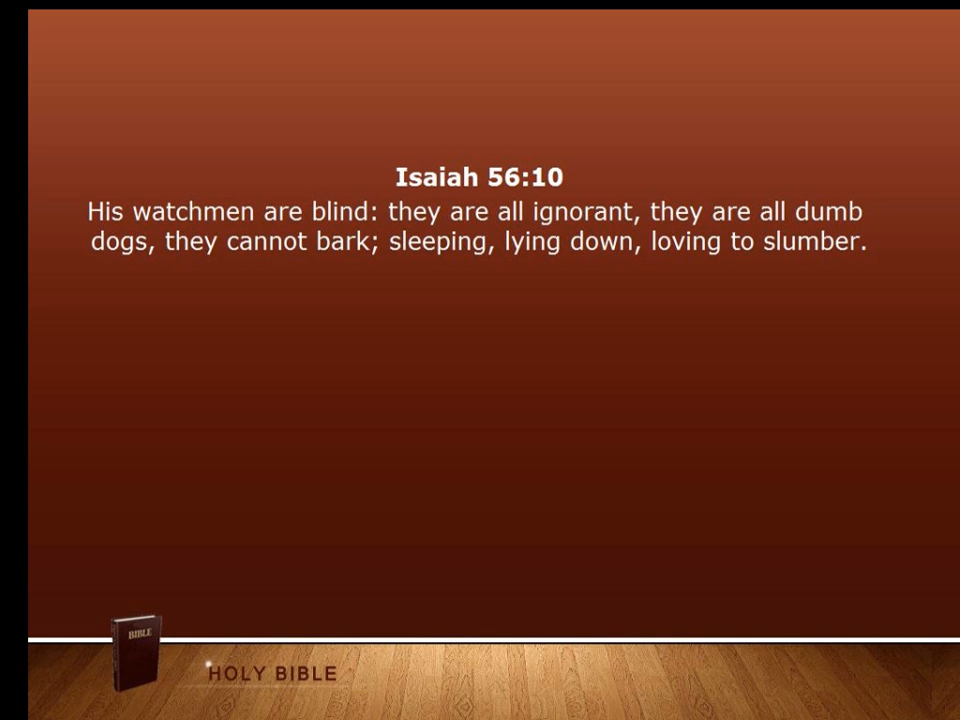 Isaiah 56:10
His watchmen are blind: they are all ignorant, they are all dumb
dogs, they cannot bark; sleeping, lying down, loving to slumber.
BIBLE
HOLY BIBLE